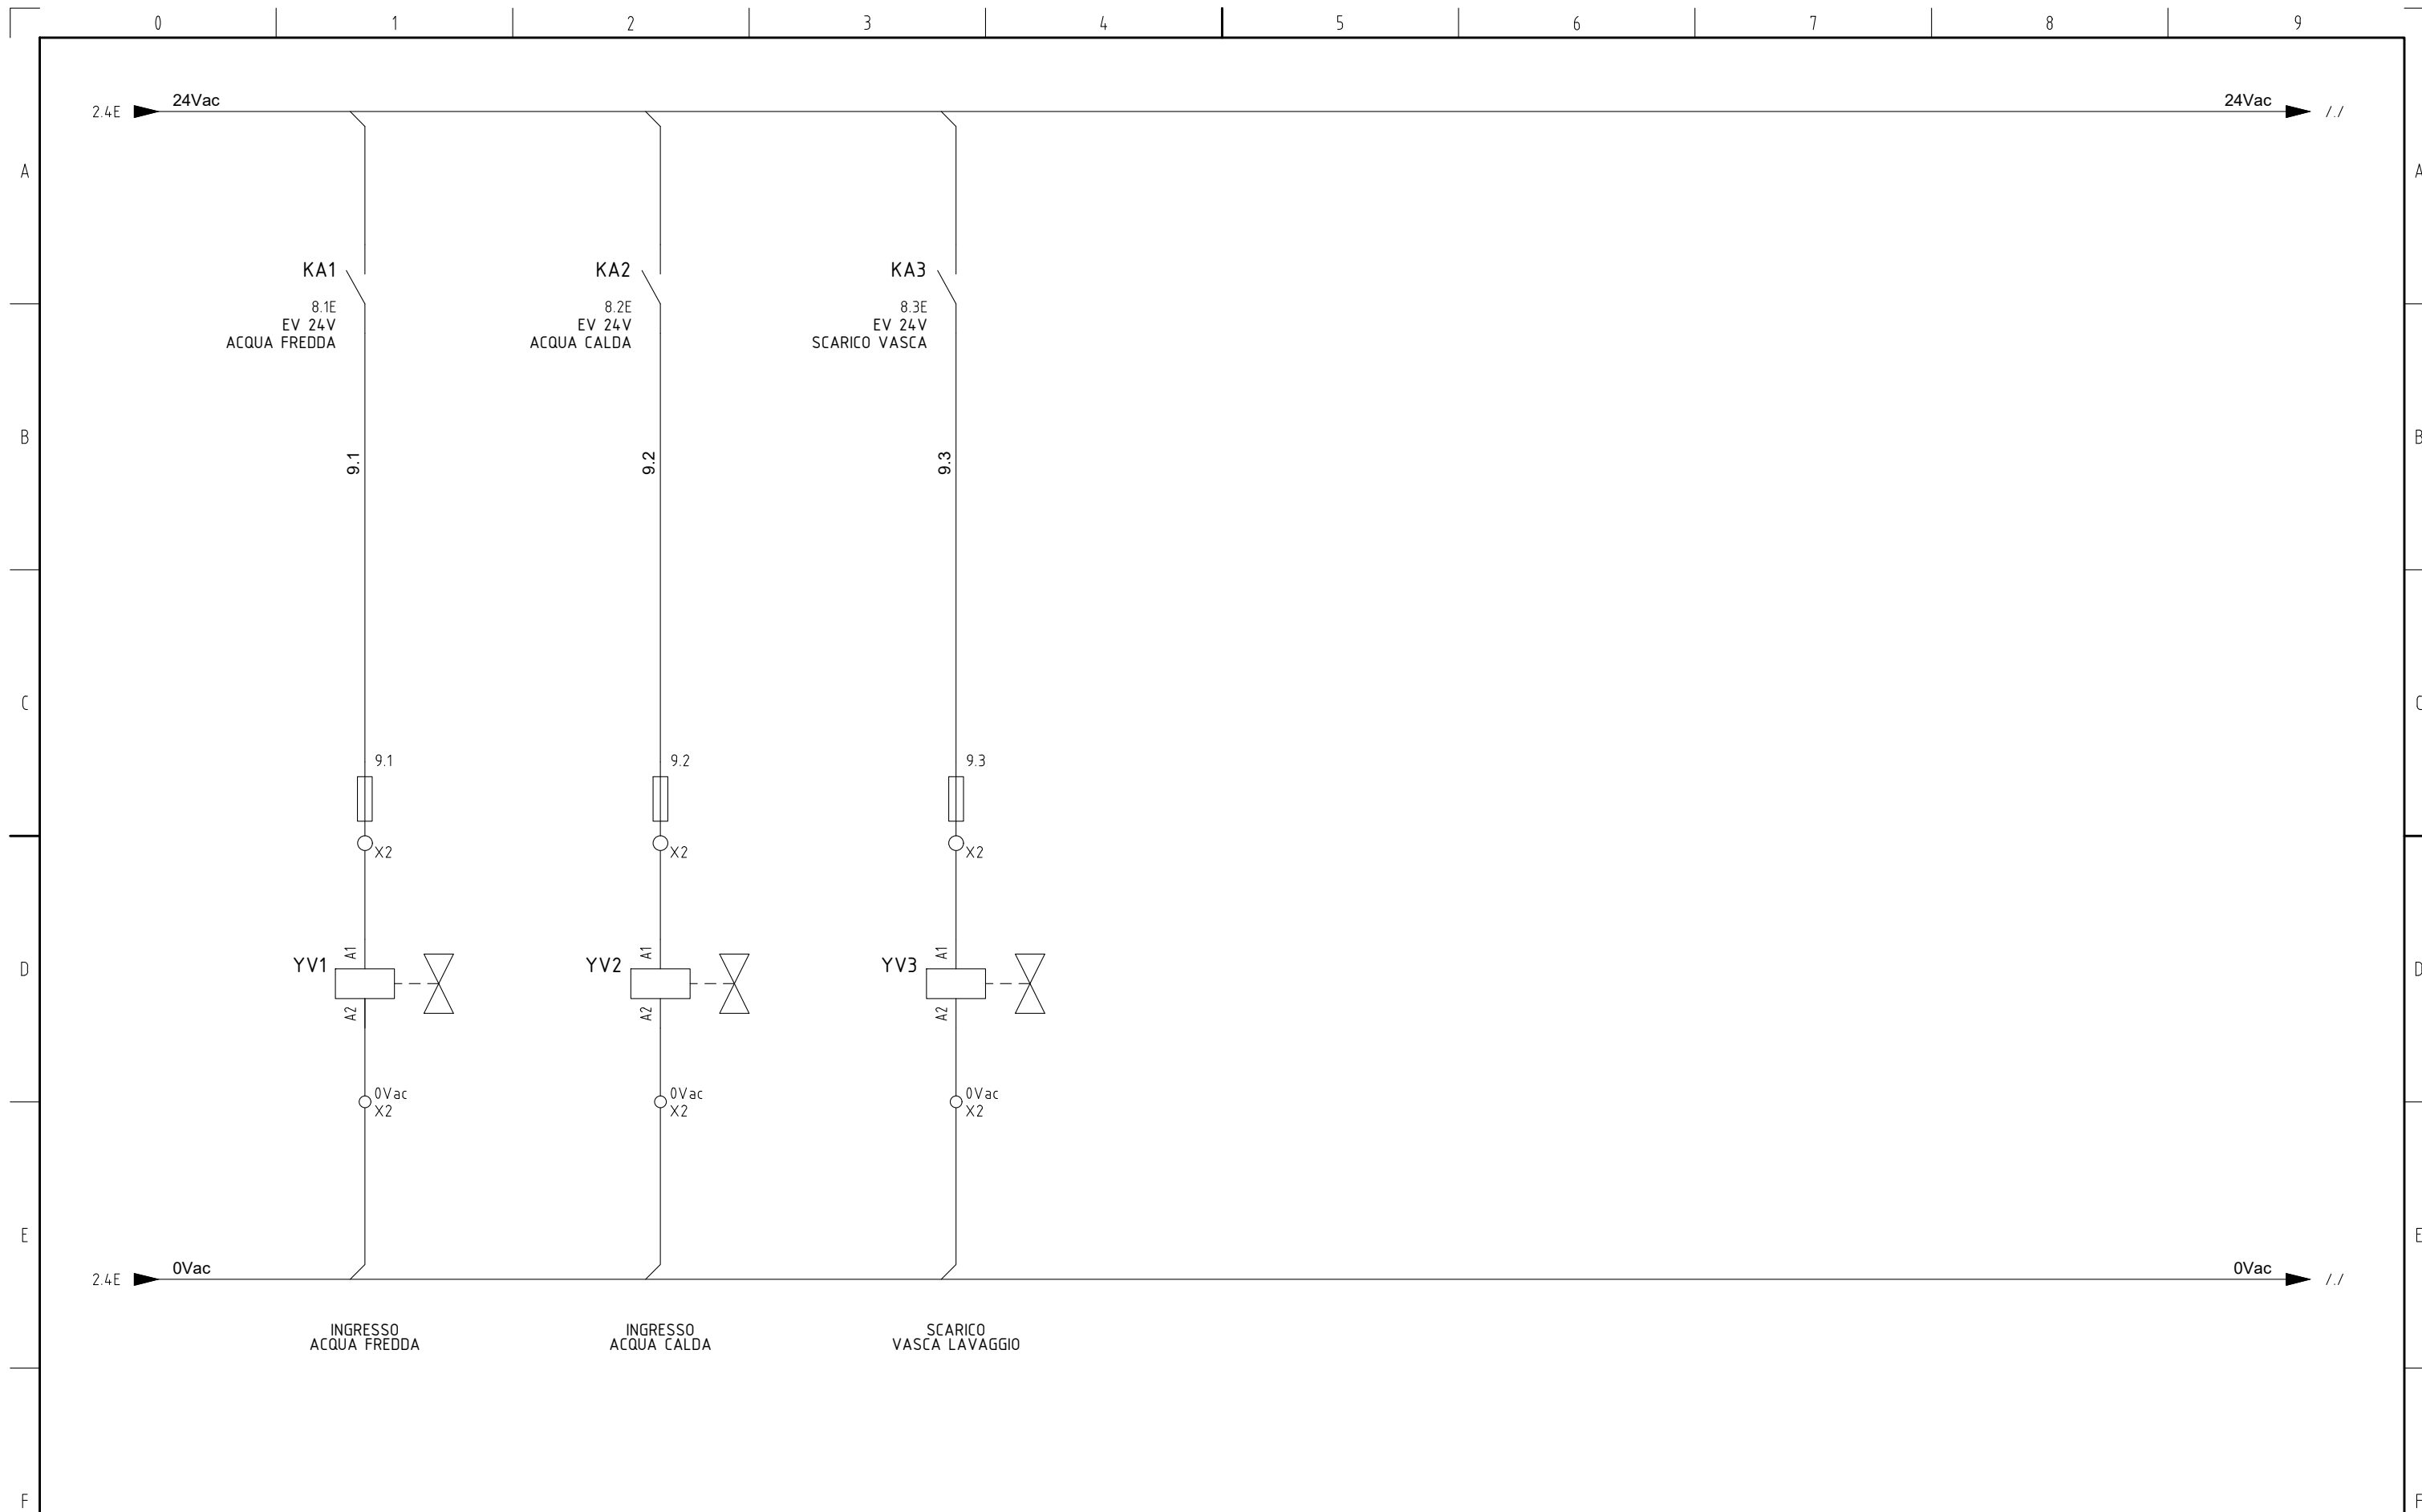 0 1 2 3 4 5 6 7 8 9
24Vac 24Vac
2.4E /./
A A
KA1 KA2 KA3
8.1E 8.2E 8.3E
EV 24V EV 24V EV 24V
ACQUA FREDDA ACQUA CALDA SCARICO VASCA
B B
9.1 9.2 9.3
C C
9.1 9.2 9.3
X2 X2 X2
D D
A1 A1 A1
YV1 YV2 YV3
A2 A2 A2
0Vac 0Vac 0Vac
X2 X2 X2
E E
0Vac 0Vac
2.4E /./
INGRESSO INGRESSO SCARICO
ACQUA FREDDA ACQUA CALDA VASCA LAVAGGIO
F F